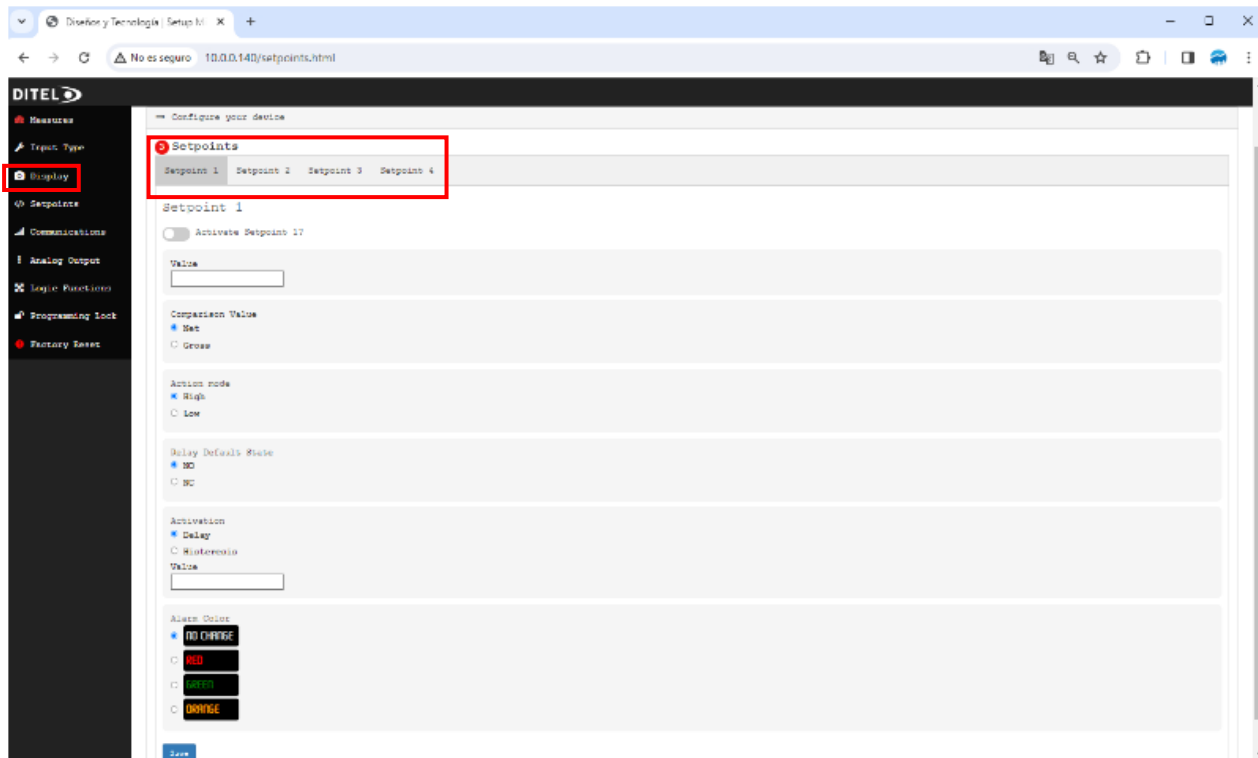 Diseños y Tecnología | Setup M
No es seguro 10.0.0.140/setpoints.html
DITEL
Measures
Input Type
Display
Setpoints
Communications
Analog Output
Logic Functions
Programming Lock
Factory Reset
Configure your device
Setpoints
Setpoint 1 Setpoint 2 Setpoint 3 Setpoint 4
Setpoint 1
Activate Setpoint 1?
Value
Comparison Value
Net
Gross
Action mode
High
Low
Relay Default State
NO
NC
Activation
Delay
Value
Alarm Color
NO CHANGE
RED
GREEN
ORANGE
Save